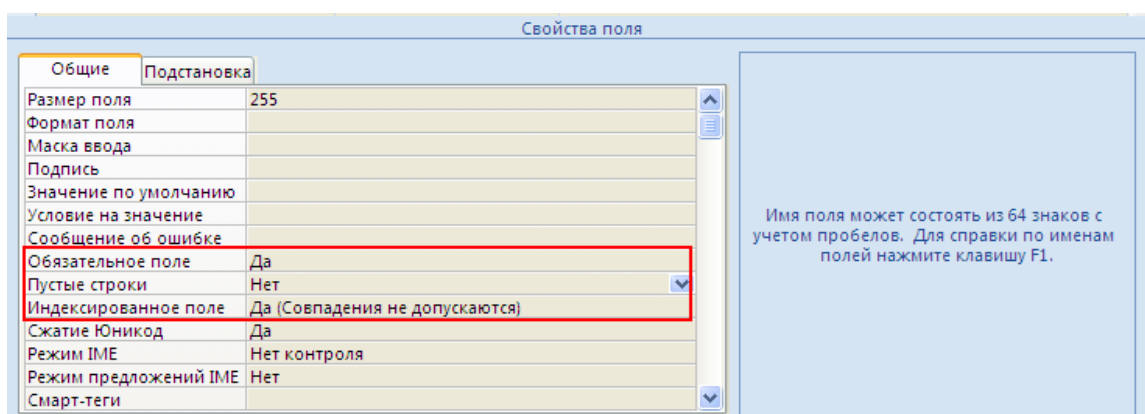 Свойства поля
Общие Подстановка
Размер поля 255
Формат поля
Маска ввода
Подпись
Значение по умолчанию
Условие на значение
Сообщение об ошибке
Обязательное поле Да
Пустые строки Нет
Индексированное поле Да (Совпадения не допускаются)
Сжатие Юникод Да
Режим IME Нет контроля
Режим предложений IME Нет
Смарт-теги
Имя поля может состоять из 64 знаков с
учетом пробелов. Для справки по именам
полей нажмите клавишу F1.